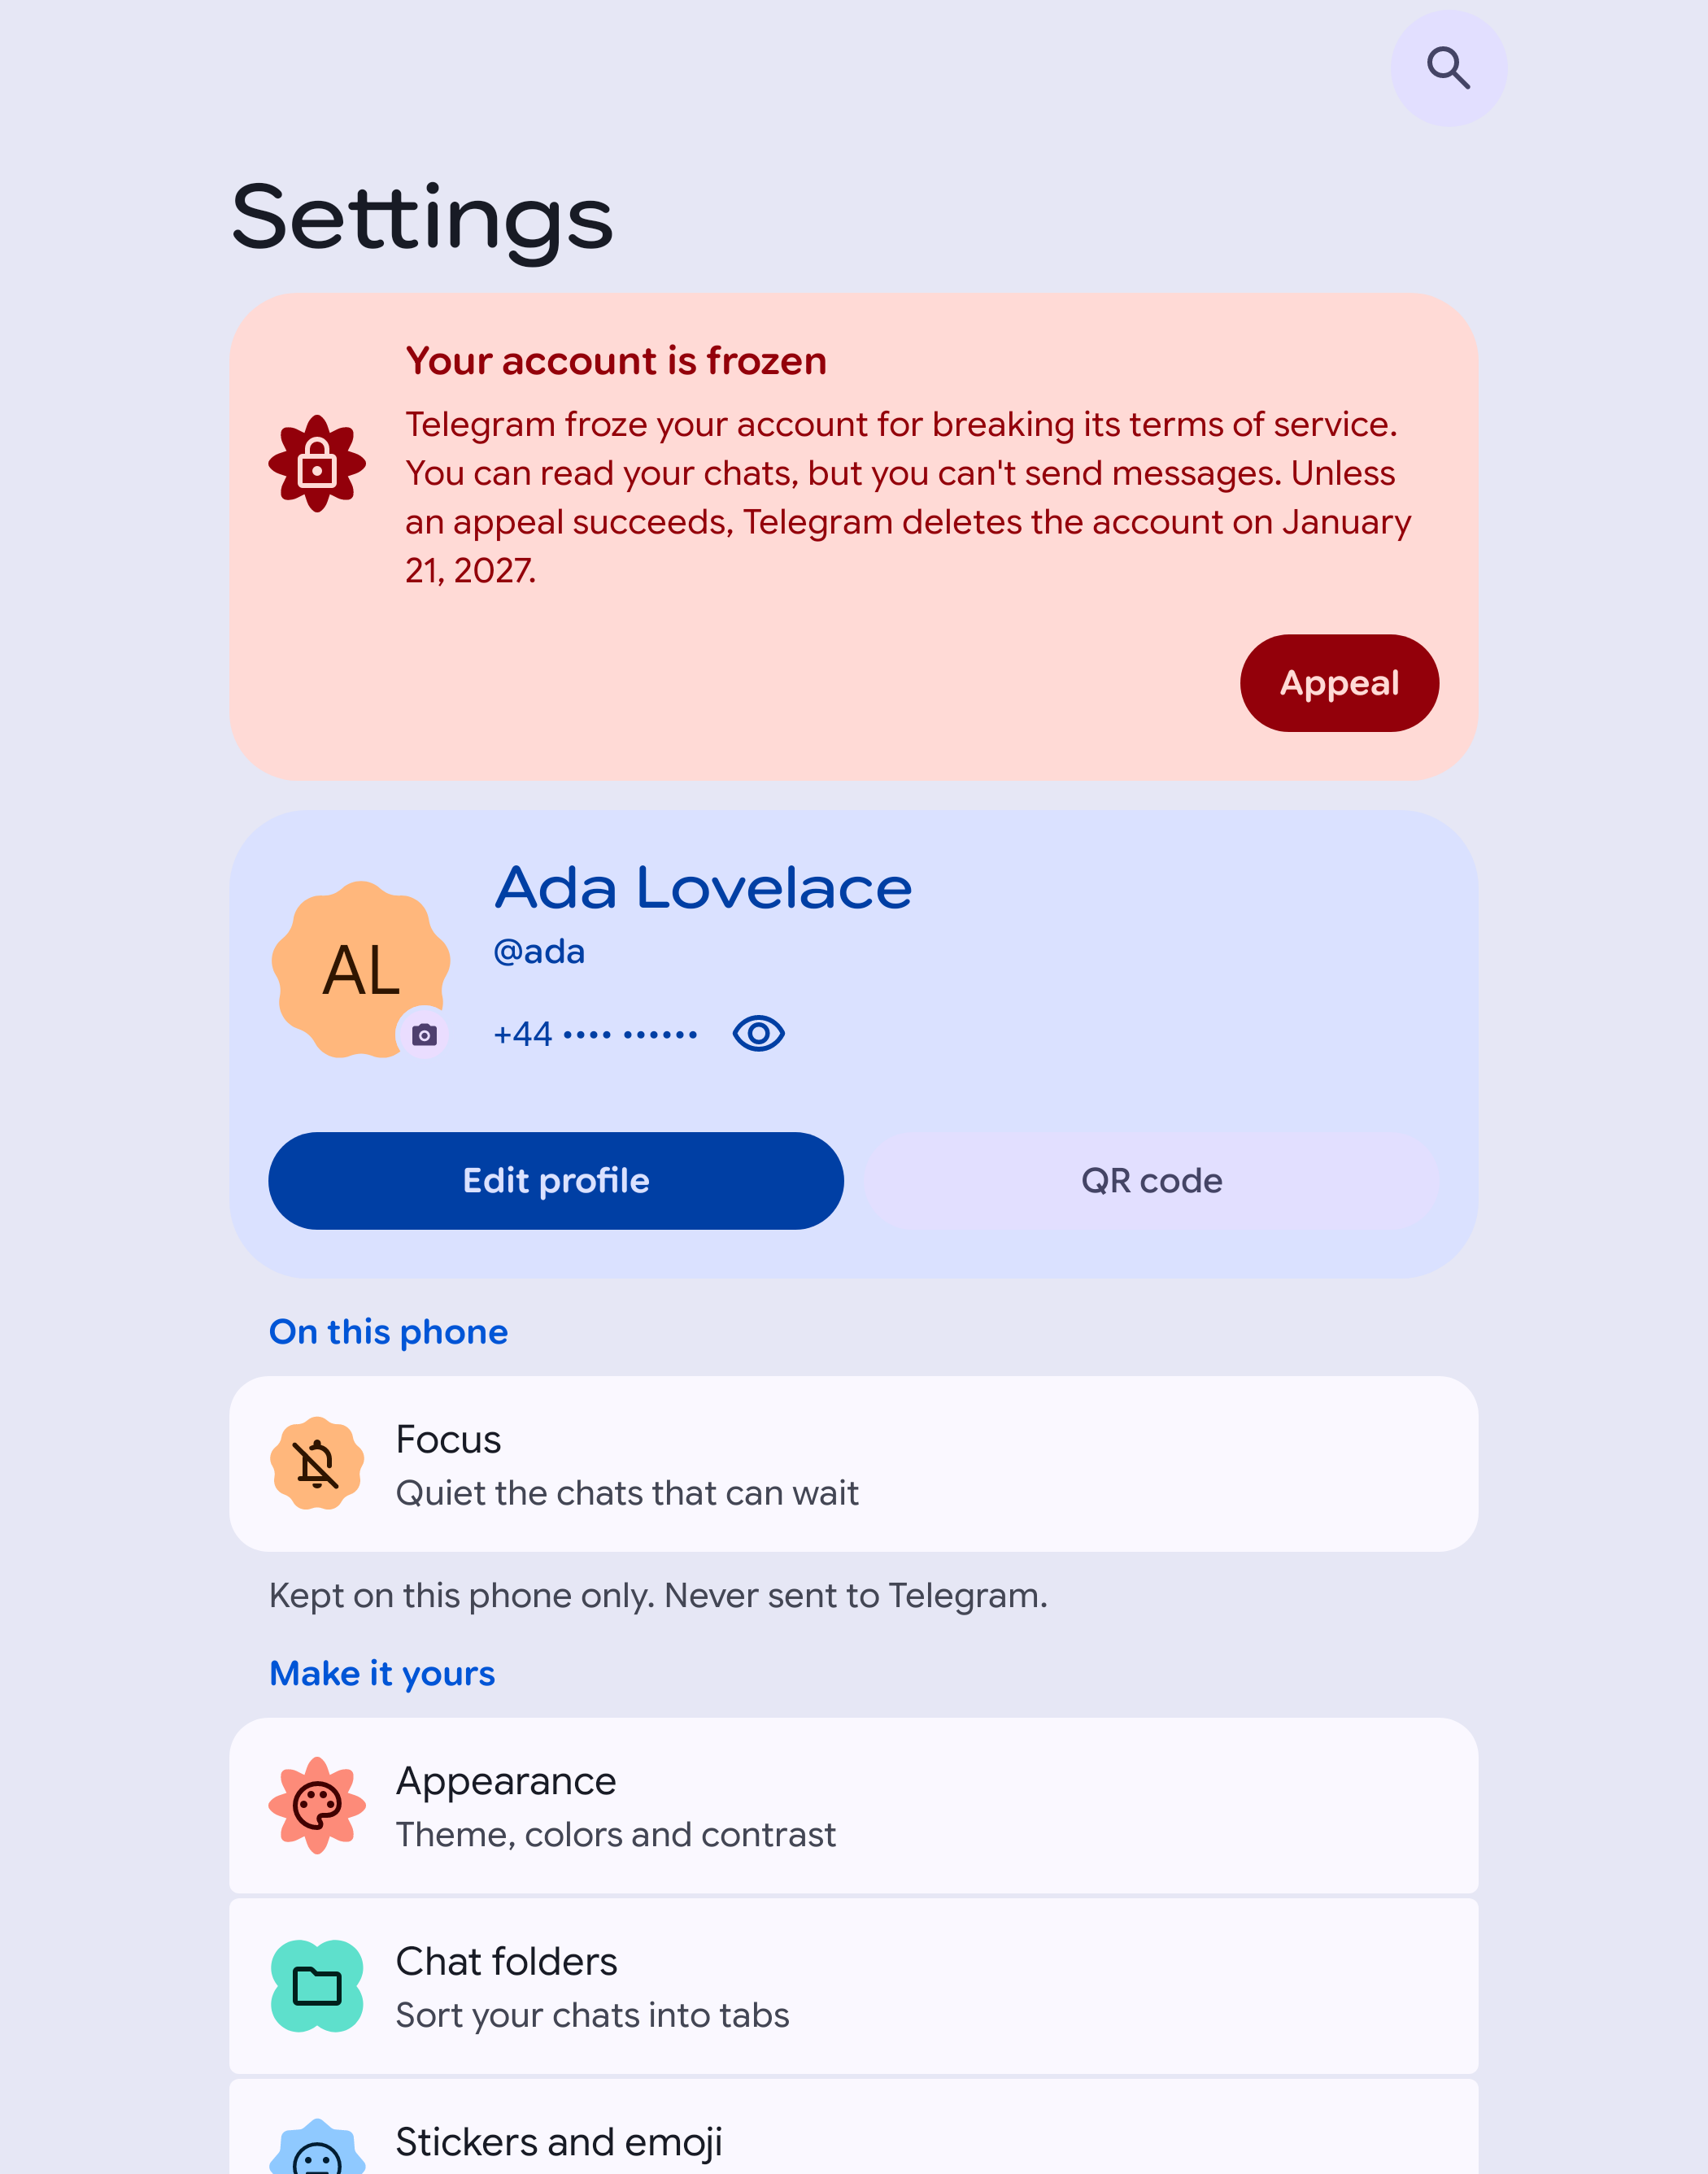 Settings
Your account is frozen
Telegram froze your account for breaking its terms of service.
You can read your chats, but you can't send messages. Unless
an appeal succeeds, Telegram deletes the account on January
21, 2027.
Appeal
Ada Lovelace
@ada
AL
+44 •••• ••••••
Edit profile
QR code
On this phone
Focus
Quiet the chats that can wait
Kept on this phone only. Never sent to Telegram.
Make it yours
Appearance
Theme, colors and contrast
Chat folders
Sort your chats into tabs
Stickers and emoji